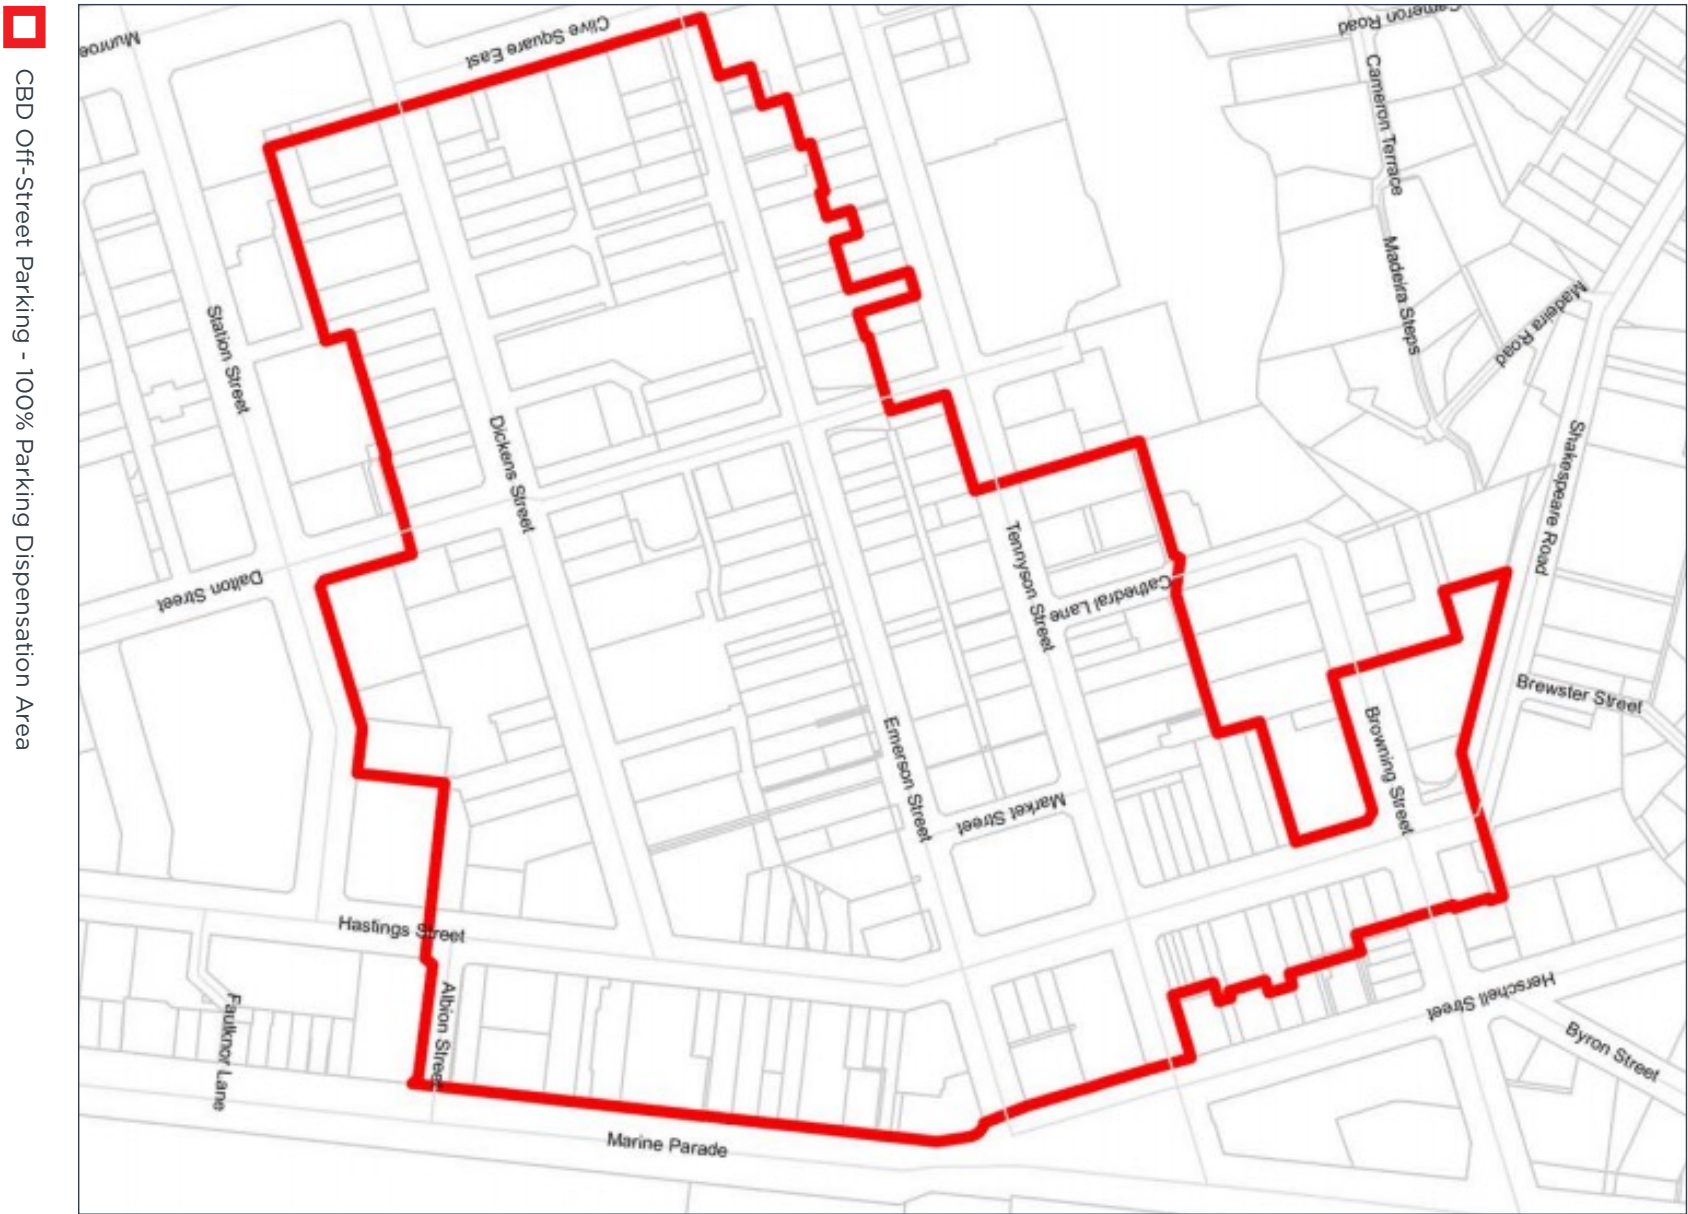 CBD Off-Street Parking - 100% Parking Dispensation Area
Munroe
Clive Square East
Cameron Road
Cameron Terrace
Madeira Steps
Madeira Road
Station Street
Dickens Street
Shakespeare Road
Dalton Street
Tennyson Street
Cathedral Lane
Brewster Street
Browning Street
Emerson Street
Market Street
Hastings Street
Albion Street
Faulknor Lane
Herschell Street
Byron Street
Marine Parade